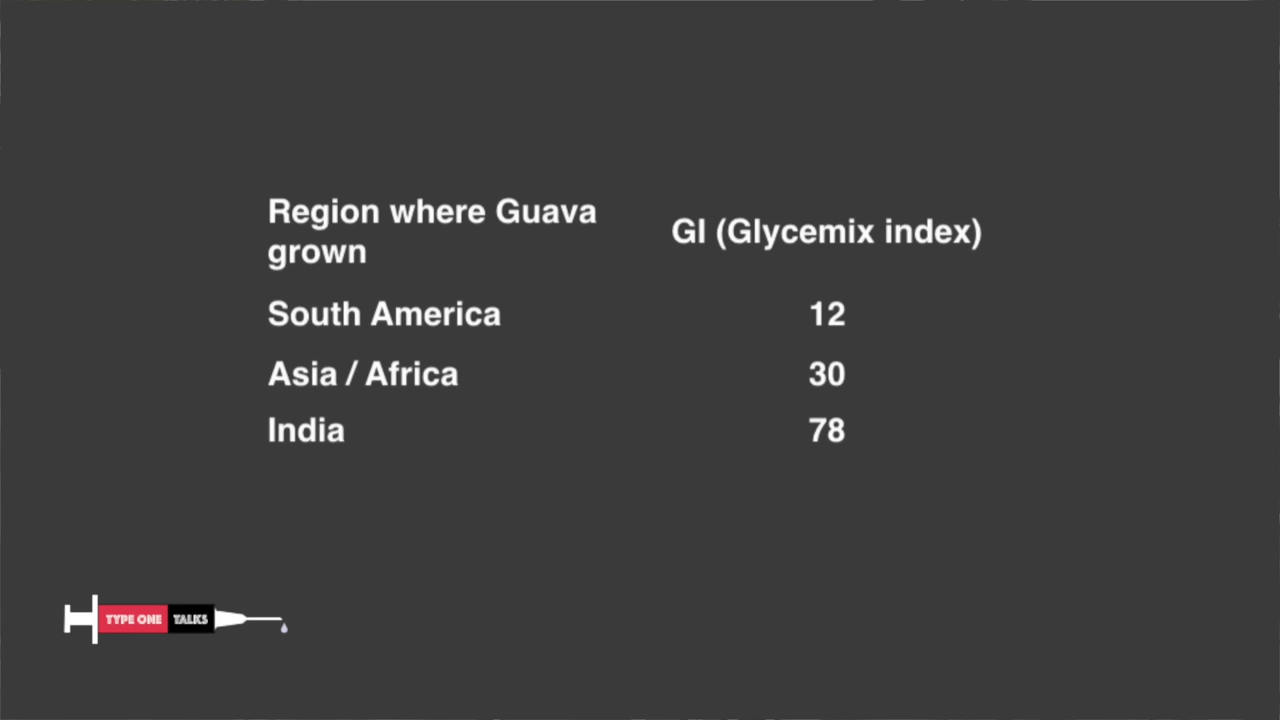 Region where Guava
grown
GI (Glycemix index)
South America 12
Asia / Africa 30
India 78
TYPE ONE TALKS